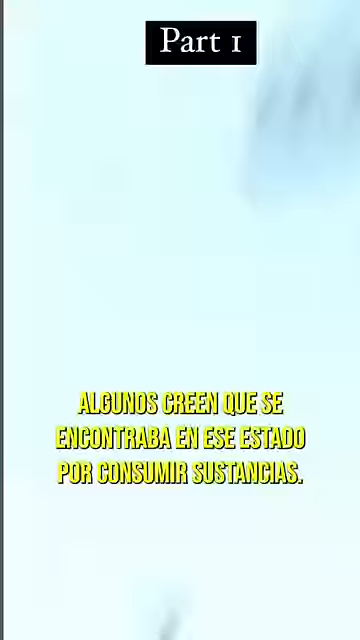 Part 1
ALGUNOS CREEN QUE SE
ENCONTRABA EN ESE ESTADO
POR CONSUMIR SUSTANCIAS.